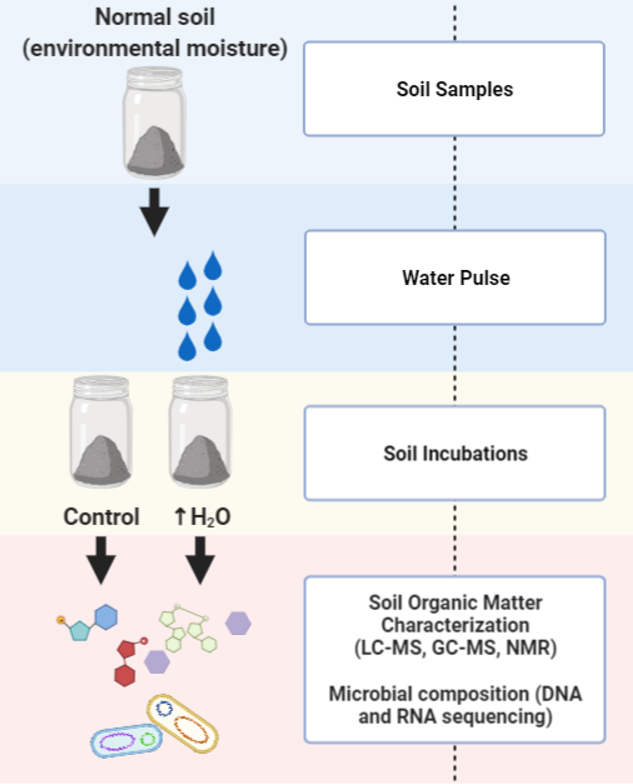 Normal soil
(environmental moisture)
Soil Samples
Water Pulse
Soil Incubations
Control
↑H₂O
Soil Organic Matter
Characterization
(LC-MS, GC-MS, NMR)
Microbial composition (DNA
and RNA sequencing)